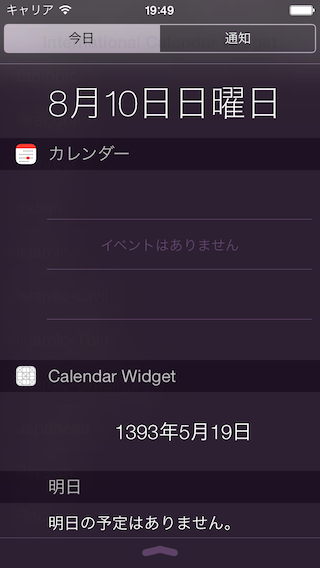 キャリア 19:49
今日 通知
8月10日日曜日
カレンダー
イベントはありません
Calendar Widget
1393年5月19日
明日
明日の予定はありません。